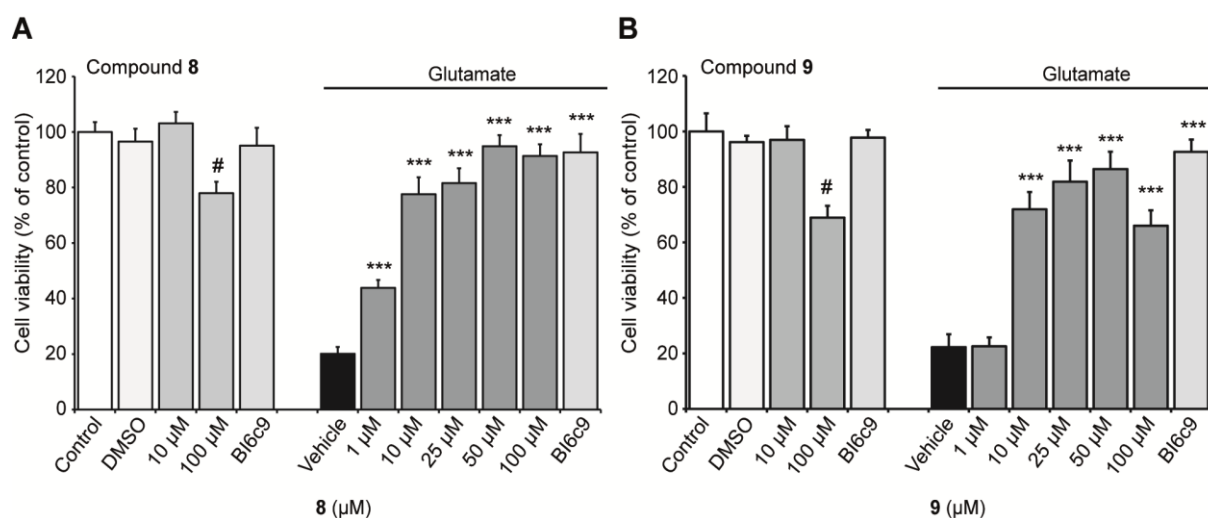 A
Compound 8
Glutamate
Cell viability (% of control)
120
100
80
60
40
20
0
#
***
***
***
***
***
***
Control
DMSO
10 µM
100 µM
BI6c9
Vehicle
1 µM
10 µM
25 µM
50 µM
100 µM
BI6c9
8 (µM)
B
Compound 9
Glutamate
Cell viability (% of control)
120
100
80
60
40
20
0
#
***
***
***
***
***
Control
DMSO
10 µM
100 µM
BI6c9
Vehicle
1 µM
10 µM
25 µM
50 µM
100 µM
BI6c9
9 (µM)